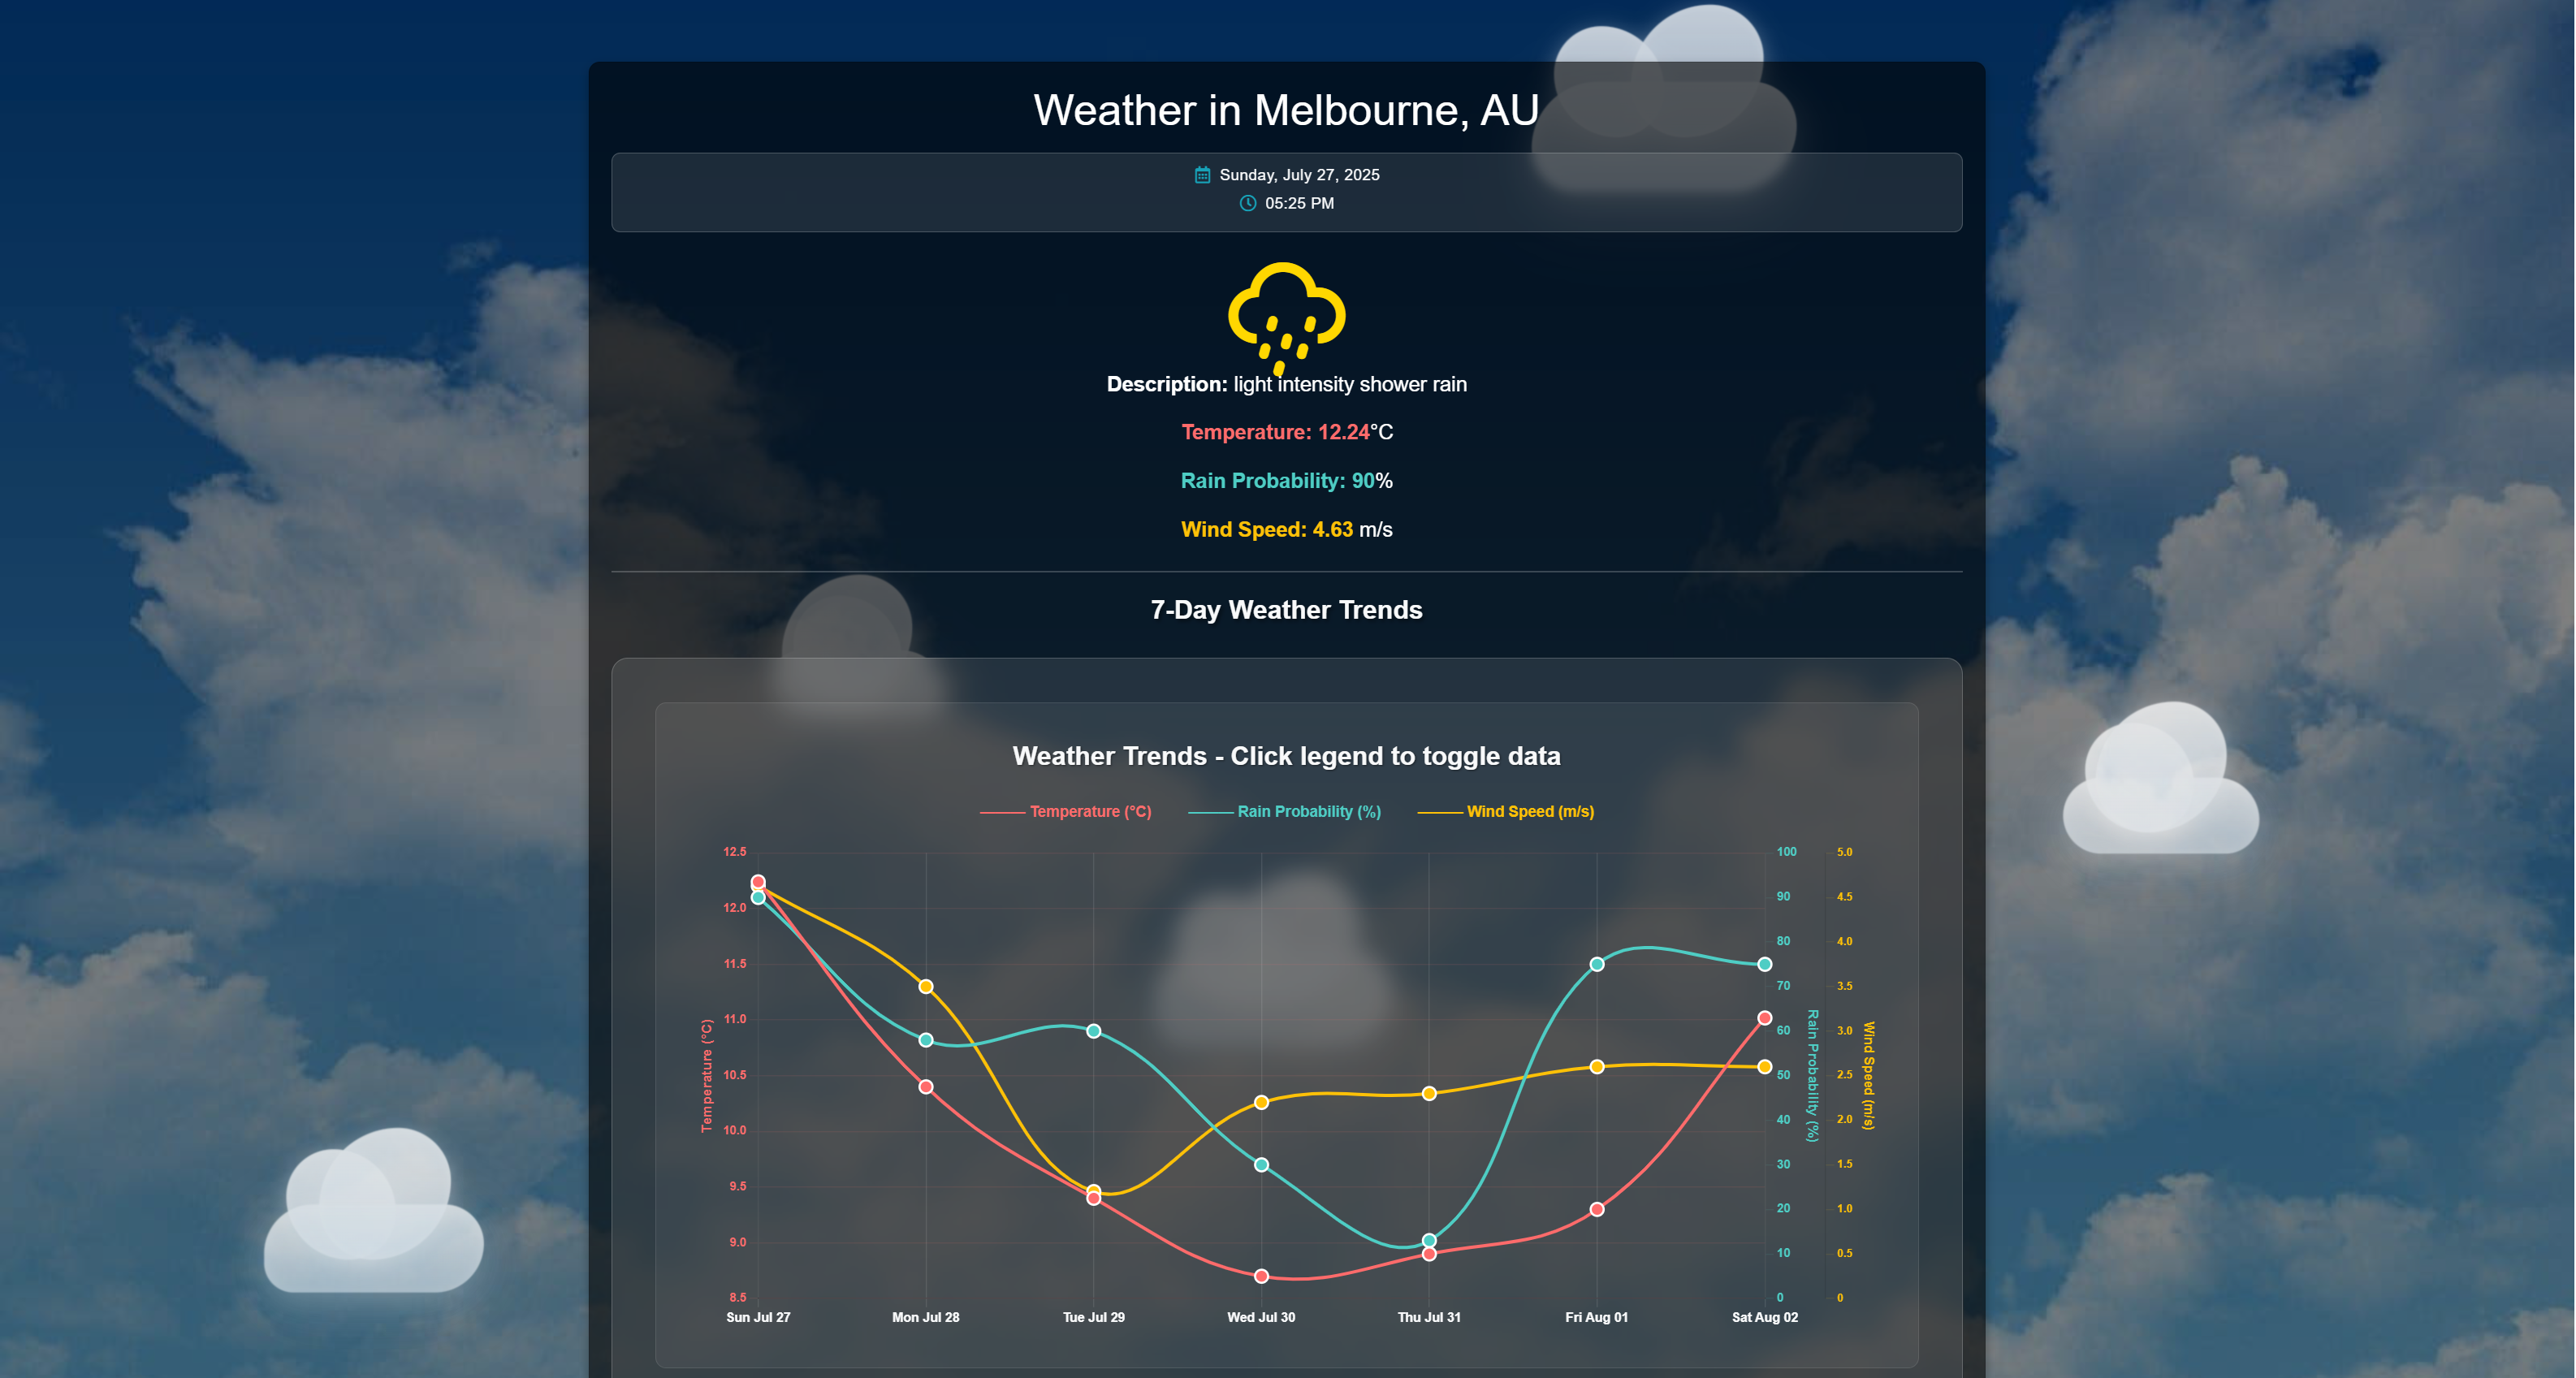 Weather in Melbourne, AU
Sunday, July 27, 2025
05:25 PM
Description: light intensity shower rain
Temperature: 12.24°C
Rain Probability: 90%
Wind Speed: 4.63 m/s
7-Day Weather Trends
Weather Trends - Click legend to toggle data
Temperature (°C) Rain Probability (%) Wind Speed (m/s)
Temperature (°C)
12.5
12.0
11.5
11.0
10.5
10.0
9.5
9.0
8.5
Sun Jul 27 Mon Jul 28 Tue Jul 29 Wed Jul 30 Thu Jul 31 Fri Aug 01 Sat Aug 02
100
90
80
70
60
50
40
30
20
10
0
Rain Probability (%)
5.0
4.5
4.0
3.5
3.0
2.5
2.0
1.5
1.0
0.5
0
Wind Speed (m/s)